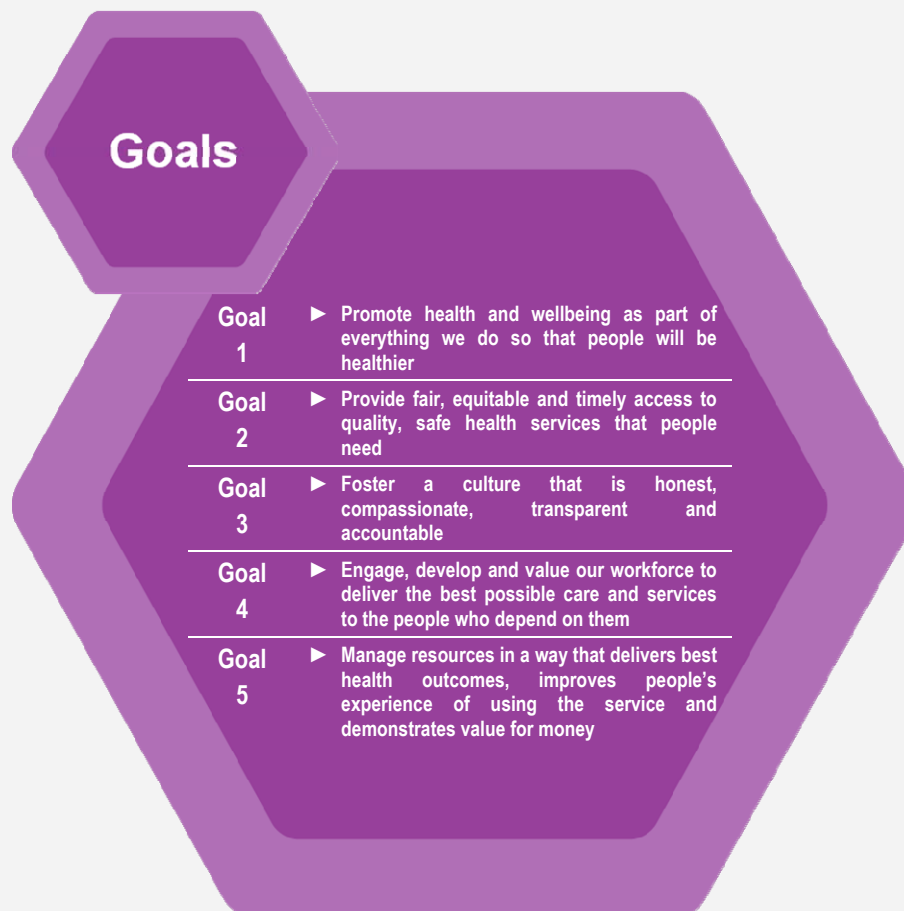 Goals
Goal
1
► Promote health and wellbeing as part of
everything we do so that people will be
healthier
Goal
2
► Provide fair, equitable and timely access to
quality, safe health services that people
need
Goal
3
► Foster a culture that is honest,
compassionate, transparent and
accountable
Goal
4
► Engage, develop and value our workforce to
deliver the best possible care and services
to the people who depend on them
Goal
5
► Manage resources in a way that delivers best
health outcomes, improves people’s
experience of using the service and
demonstrates value for money